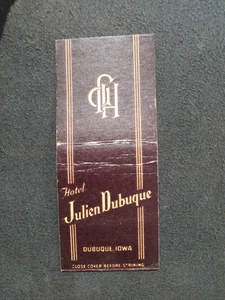 Hotel
Julien Dubuque
DUBUQUE, IOWA
CLOSE COVER BEFORE STRIKING